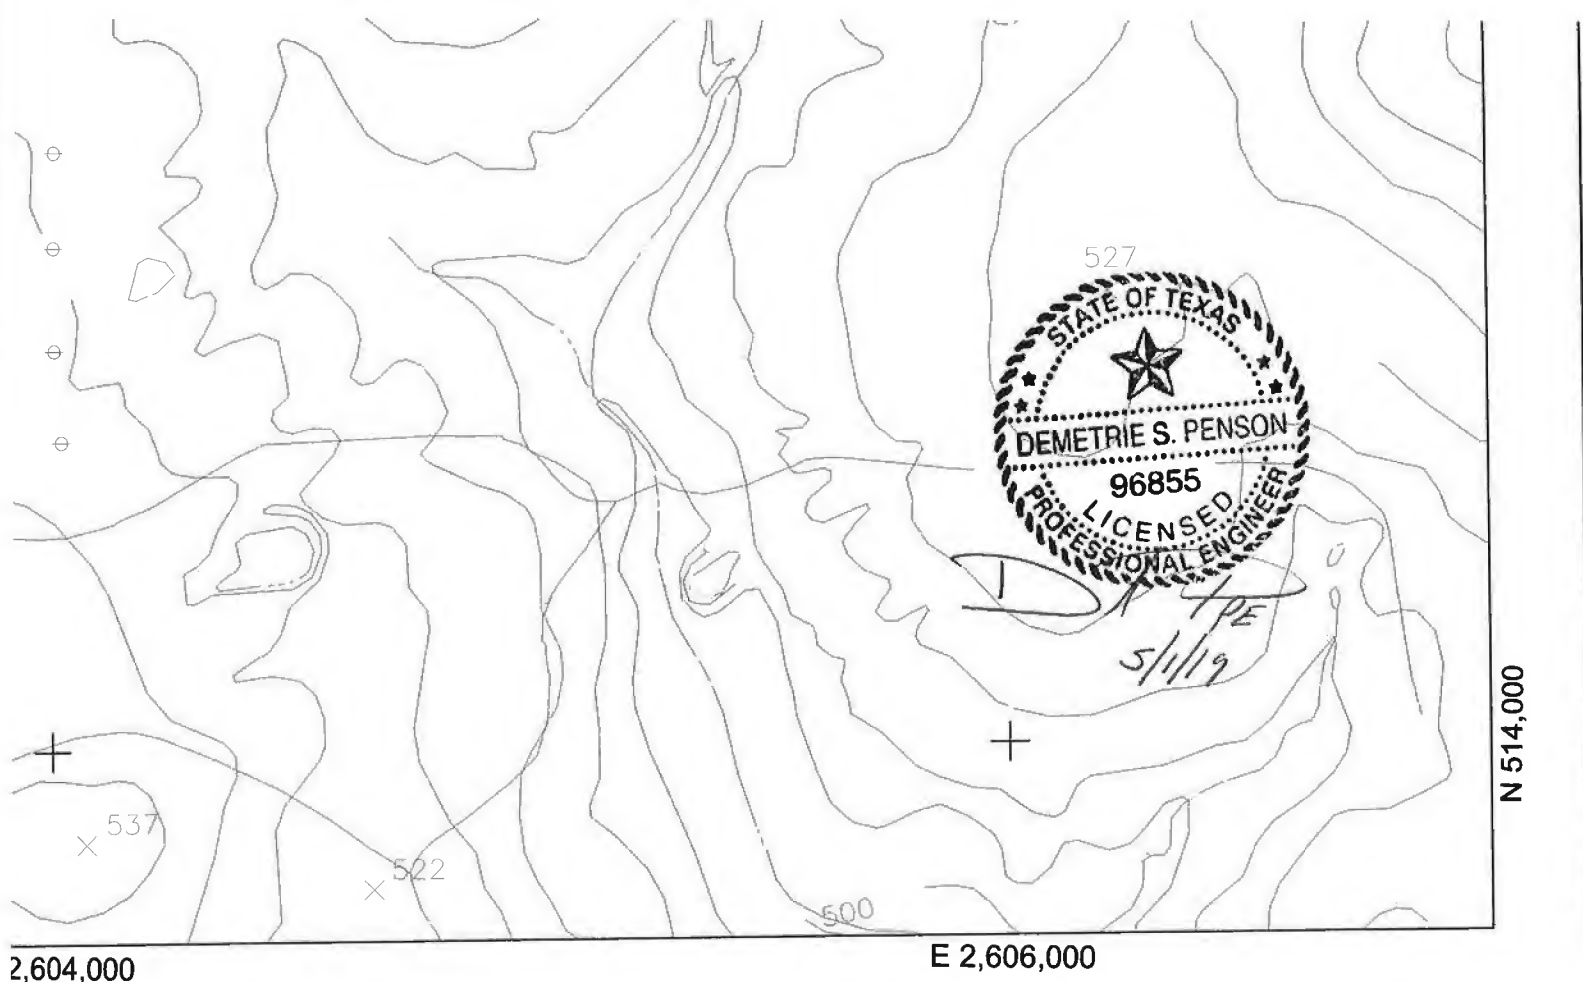 527
STATE OF TEXAS
DEMETRIE S. PENSON
96855
LICENSED
PROFESSIONAL ENGINEER
PE
5/1/19
N 514,000
537
522
500
2,604,000
E 2,606,000